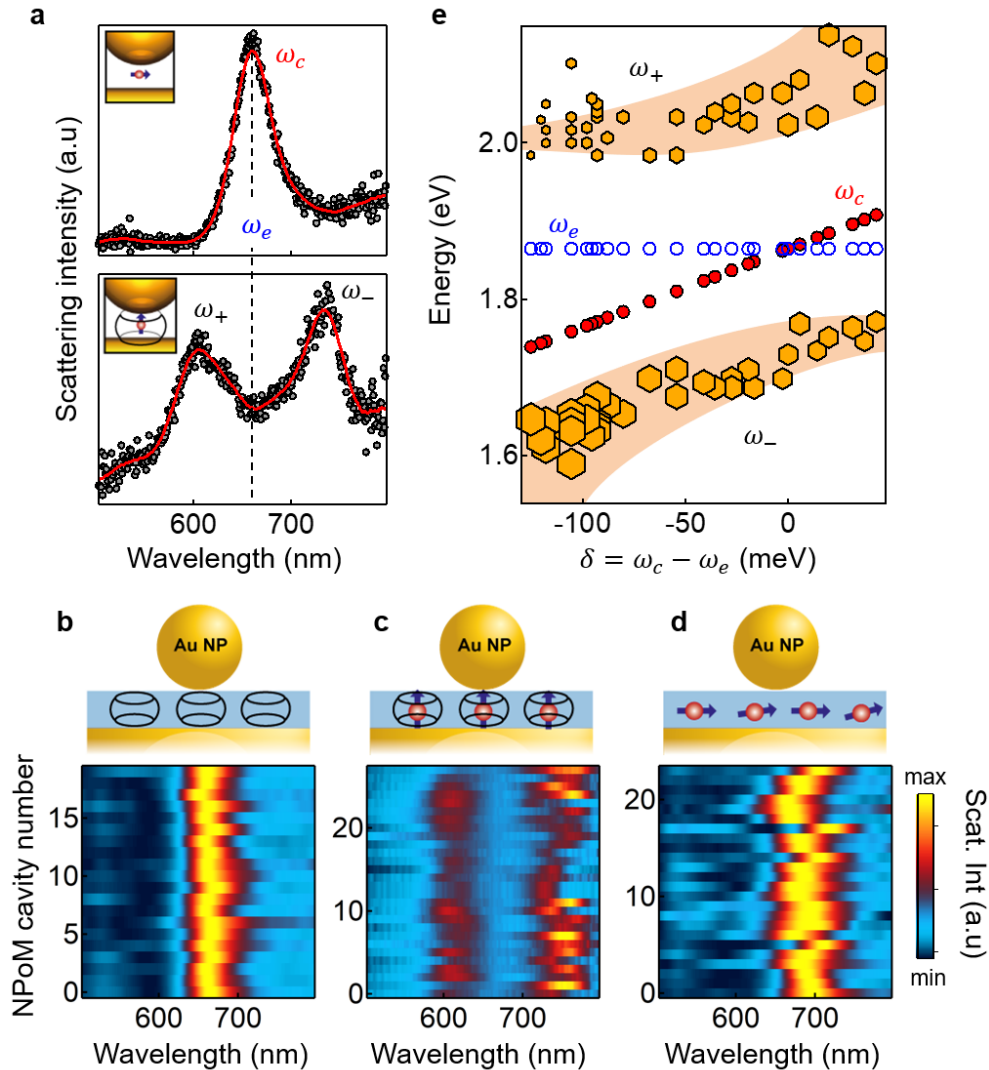 a
ω_c
ω_e
Scattering intensity (a.u)
ω_+
ω_−
600 700
Wavelength (nm)
e
ω_+
2.0
ω_e
ω_c
1.8
Energy (eV)
ω_−
1.6
-100 -50 0
δ = ω_c − ω_e (meV)
b
Au NP
c
Au NP
d
Au NP
NPoM cavity number
15
10
5
0
600 700
Wavelength (nm)
20
10
0
600 700
Wavelength (nm)
20
10
0
600 700
Wavelength (nm)
max
min
Scat. Int (a.u)